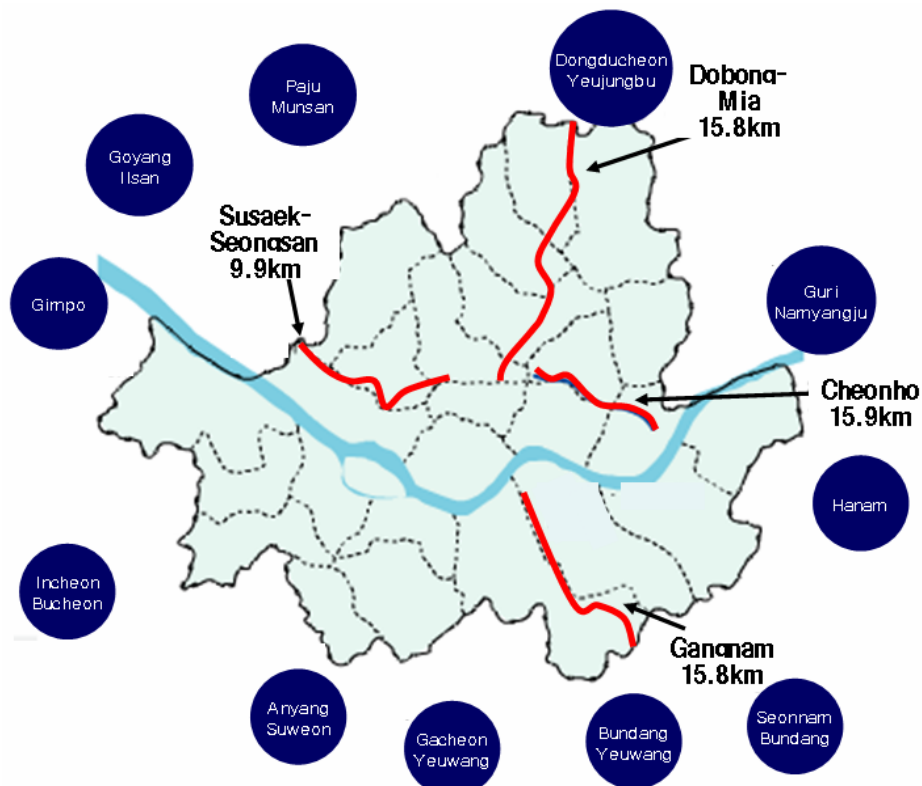 Dongducheon
Yeujungbu
Paju
Munsan
Dobong-
Mia
15.8km
Goyang
Ilsan
Susaek-
Seongsan
9.9km
Gimpo
Guri
Namyangju
Cheonho
15.9km
Hanam
Incheon
Bucheon
Gangnam
15.8km
Anyang
Suweon
Gacheon
Yeuwang
Bundang
Yeuwang
Seonnam
Bundang